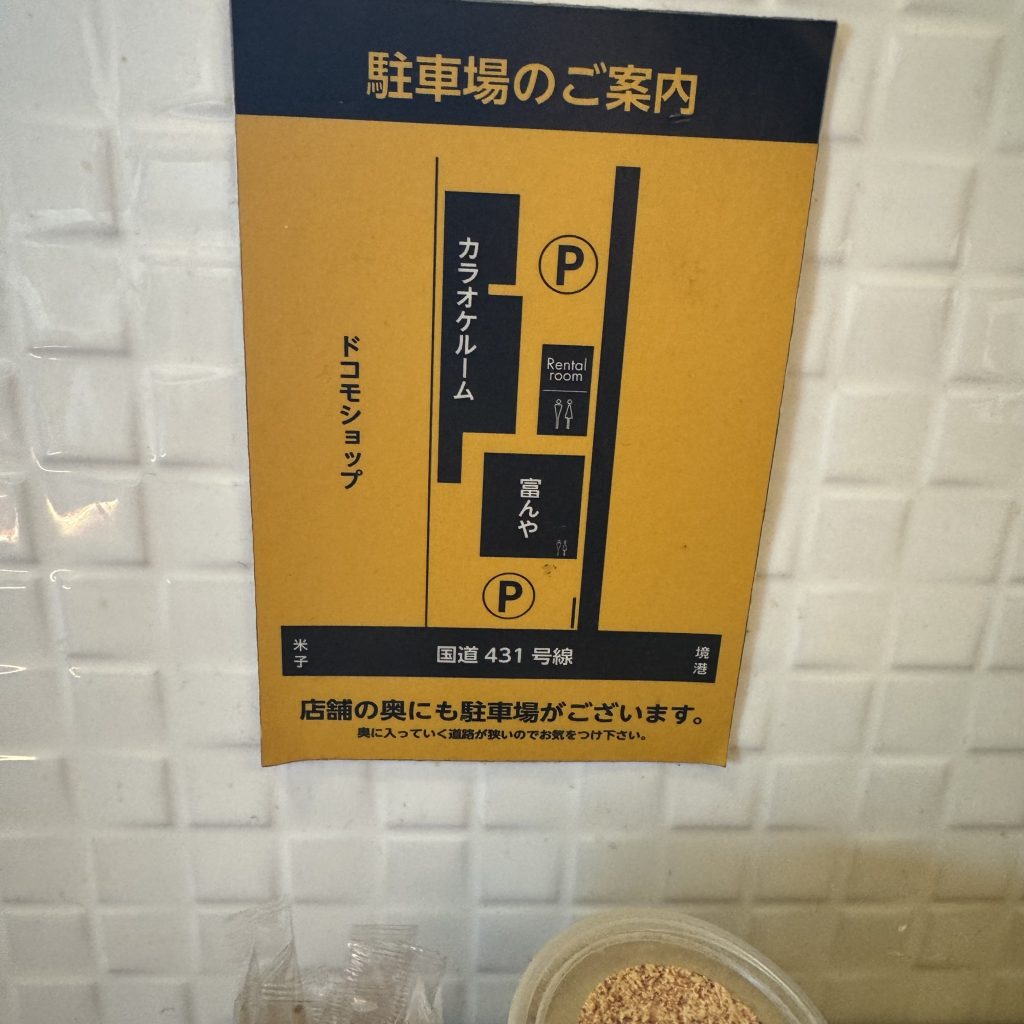 駐車場のご案内
カラオケルーム
P
Rental
room
ドコモショップ
富んや
P
米子
国道 431 号線
境港
店舗の奥にも駐車場がございます。
奥に入っていく道路が狭いのでお気をつけ下さい。